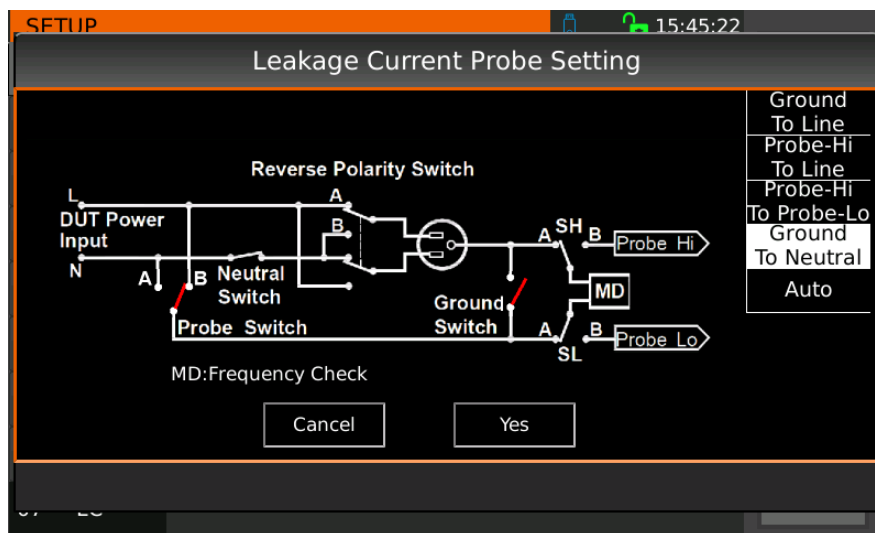 SETUP
15:45:22
Leakage Current Probe Setting
Ground
To Line
Probe-Hi
To Line
Probe-Hi
To Probe-Lo
Ground
To Neutral
Auto
Reverse Polarity Switch
L
A
DUT Power
Input
B
N
A
B
Neutral
Switch
Probe Switch
Ground
Switch
A
SH
B
Probe Hi
MD
A
B
Probe Lo
SL
MD:Frequency Check
Cancel
Yes